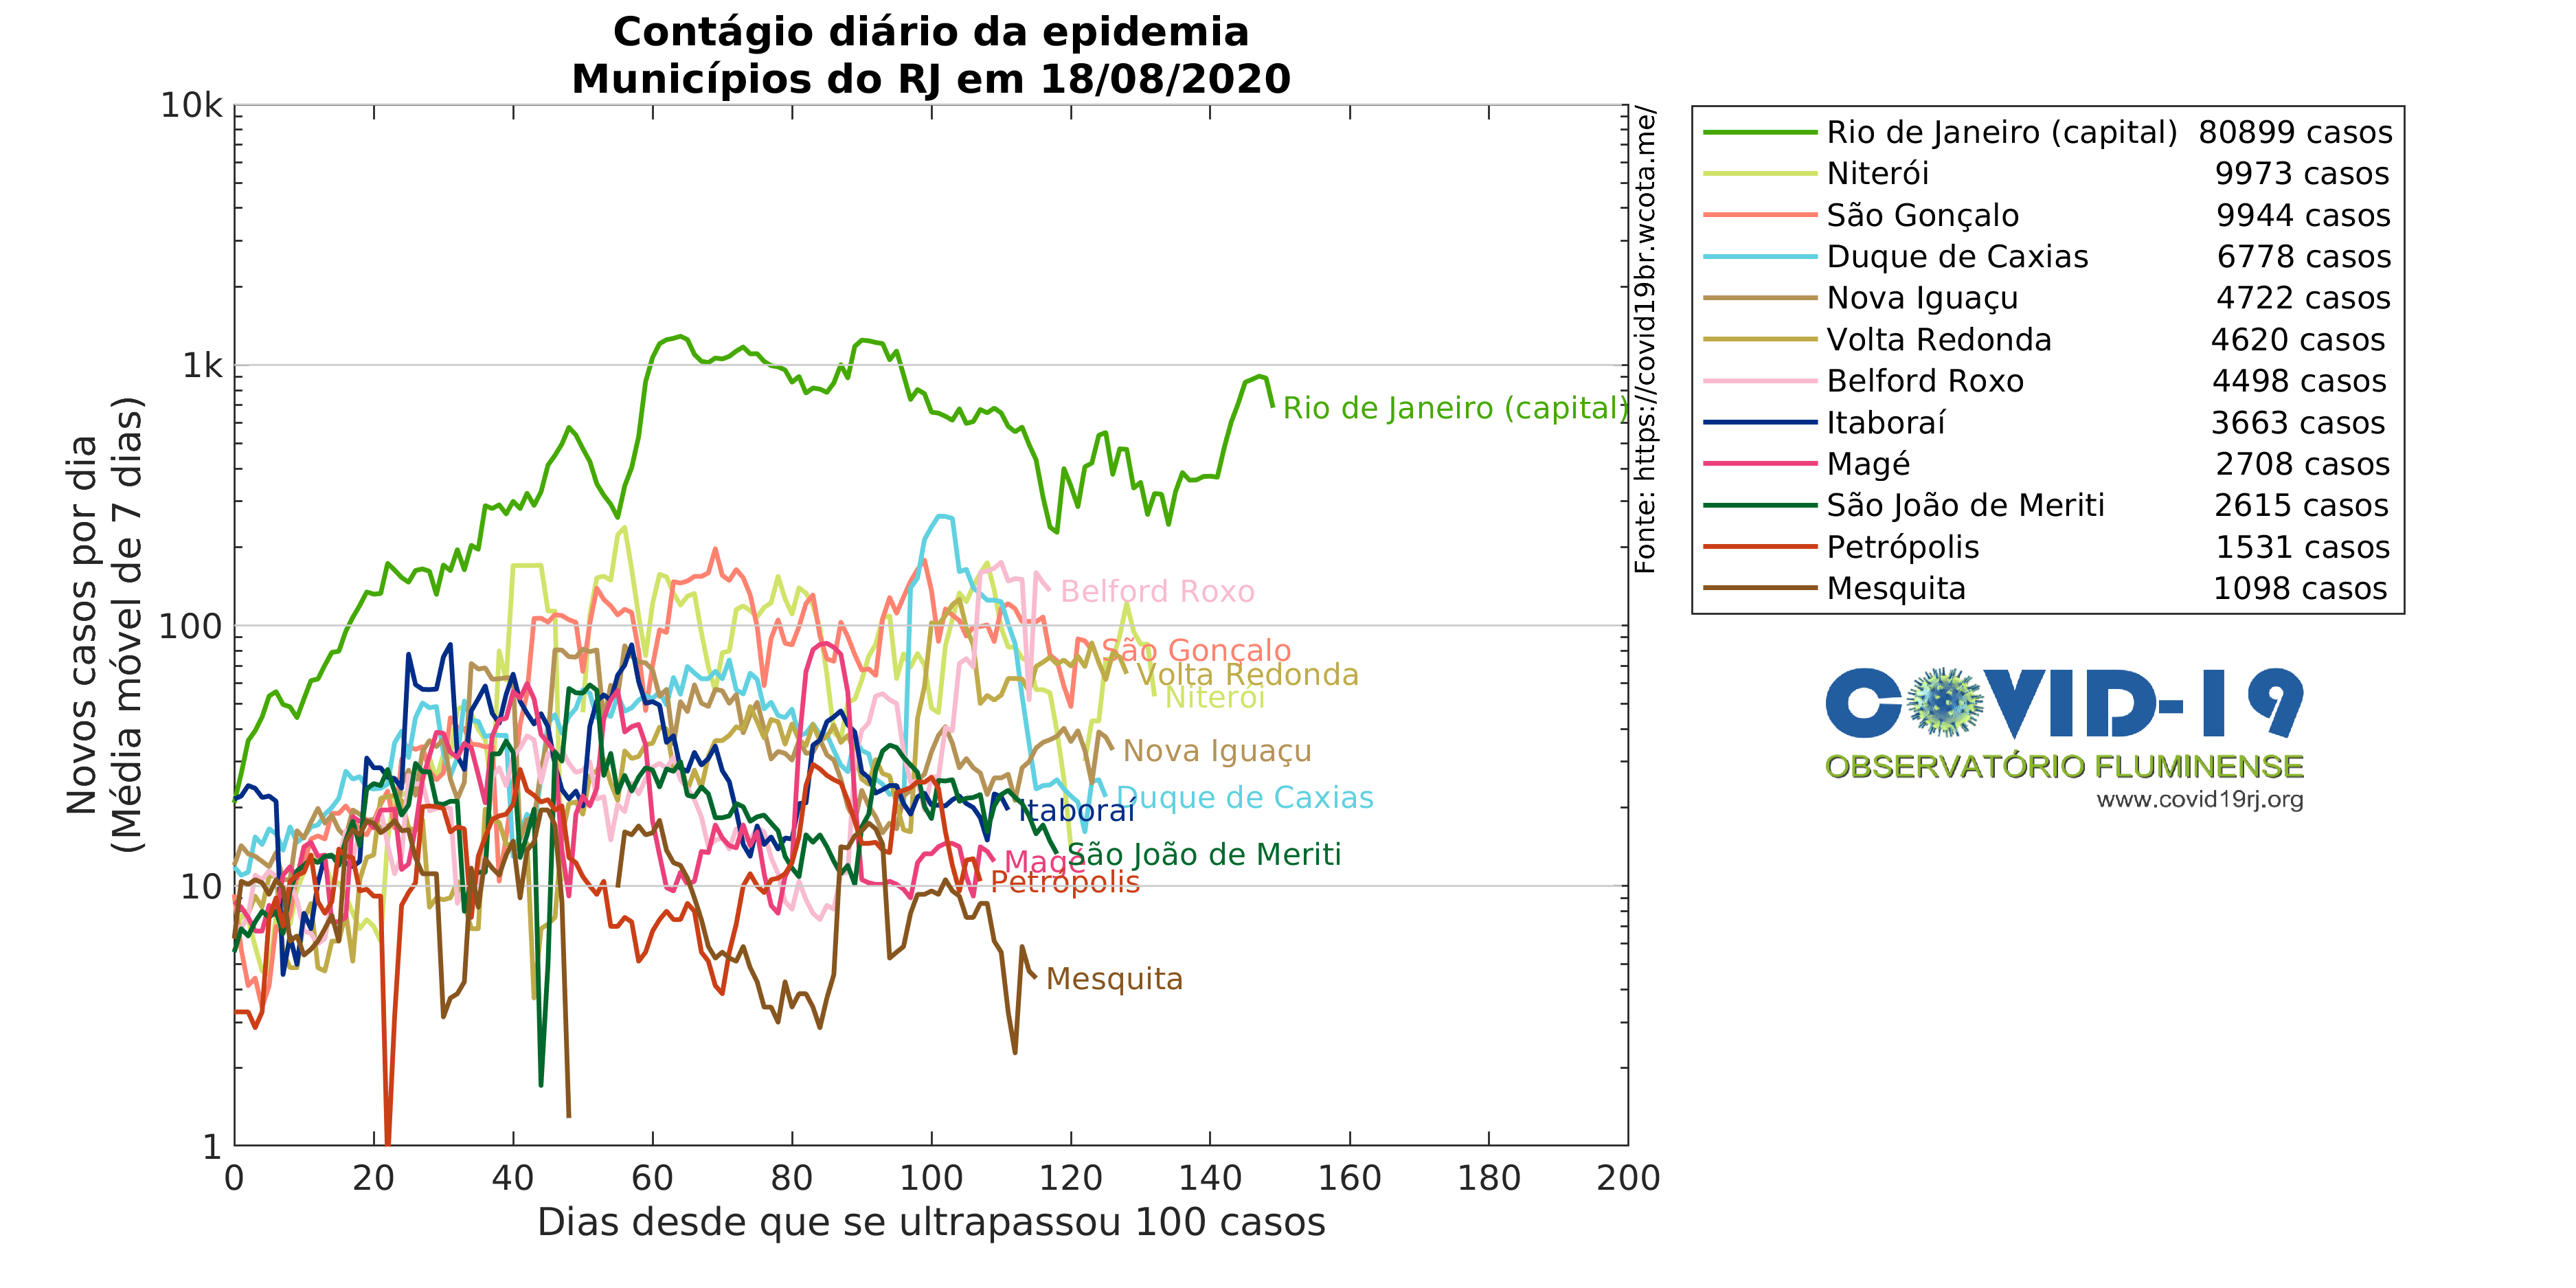 Contágio diário da epidemia
Municípios do RJ em 18/08/2020
Novos casos por dia
(Média móvel de 7 dias)
10k
1k
100
10
1
0 20 40 60 80 100 120 140 160 180 200
Dias desde que se ultrapassou 100 casos
Rio de Janeiro (capital)
Belford Roxo
São Gonçalo
Volta Redonda
Niterói
Nova Iguaçu
Duque de Caxias
Itaboraí
São João de Meriti
Magé
Petrópolis
Mesquita
Fonte: https://covid19br.wcota.me/
Rio de Janeiro (capital) 80899 casos
Niterói 9973 casos
São Gonçalo 9944 casos
Duque de Caxias 6778 casos
Nova Iguaçu 4722 casos
Volta Redonda 4620 casos
Belford Roxo 4498 casos
Itaboraí 3663 casos
Magé 2708 casos
São João de Meriti 2615 casos
Petrópolis 1531 casos
Mesquita 1098 casos
COVID-19
OBSERVATÓRIO FLUMINENSE
www.covid19rj.org